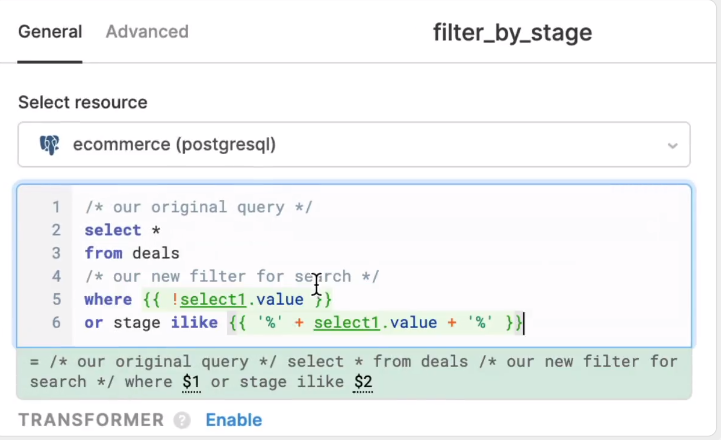 General Advanced filter_by_stage
Select resource
ecommerce (postgresql)
1 /* our original query */
2 select *
3 from deals
4 /* our new filter for search */
5 where {{ !select1.value }}
6 or stage ilike {{ '%' + select1.value + '%' }}
= /* our original query */ select * from deals /* our new filter for
search */ where $1 or stage ilike $2
TRANSFORMER ? Enable